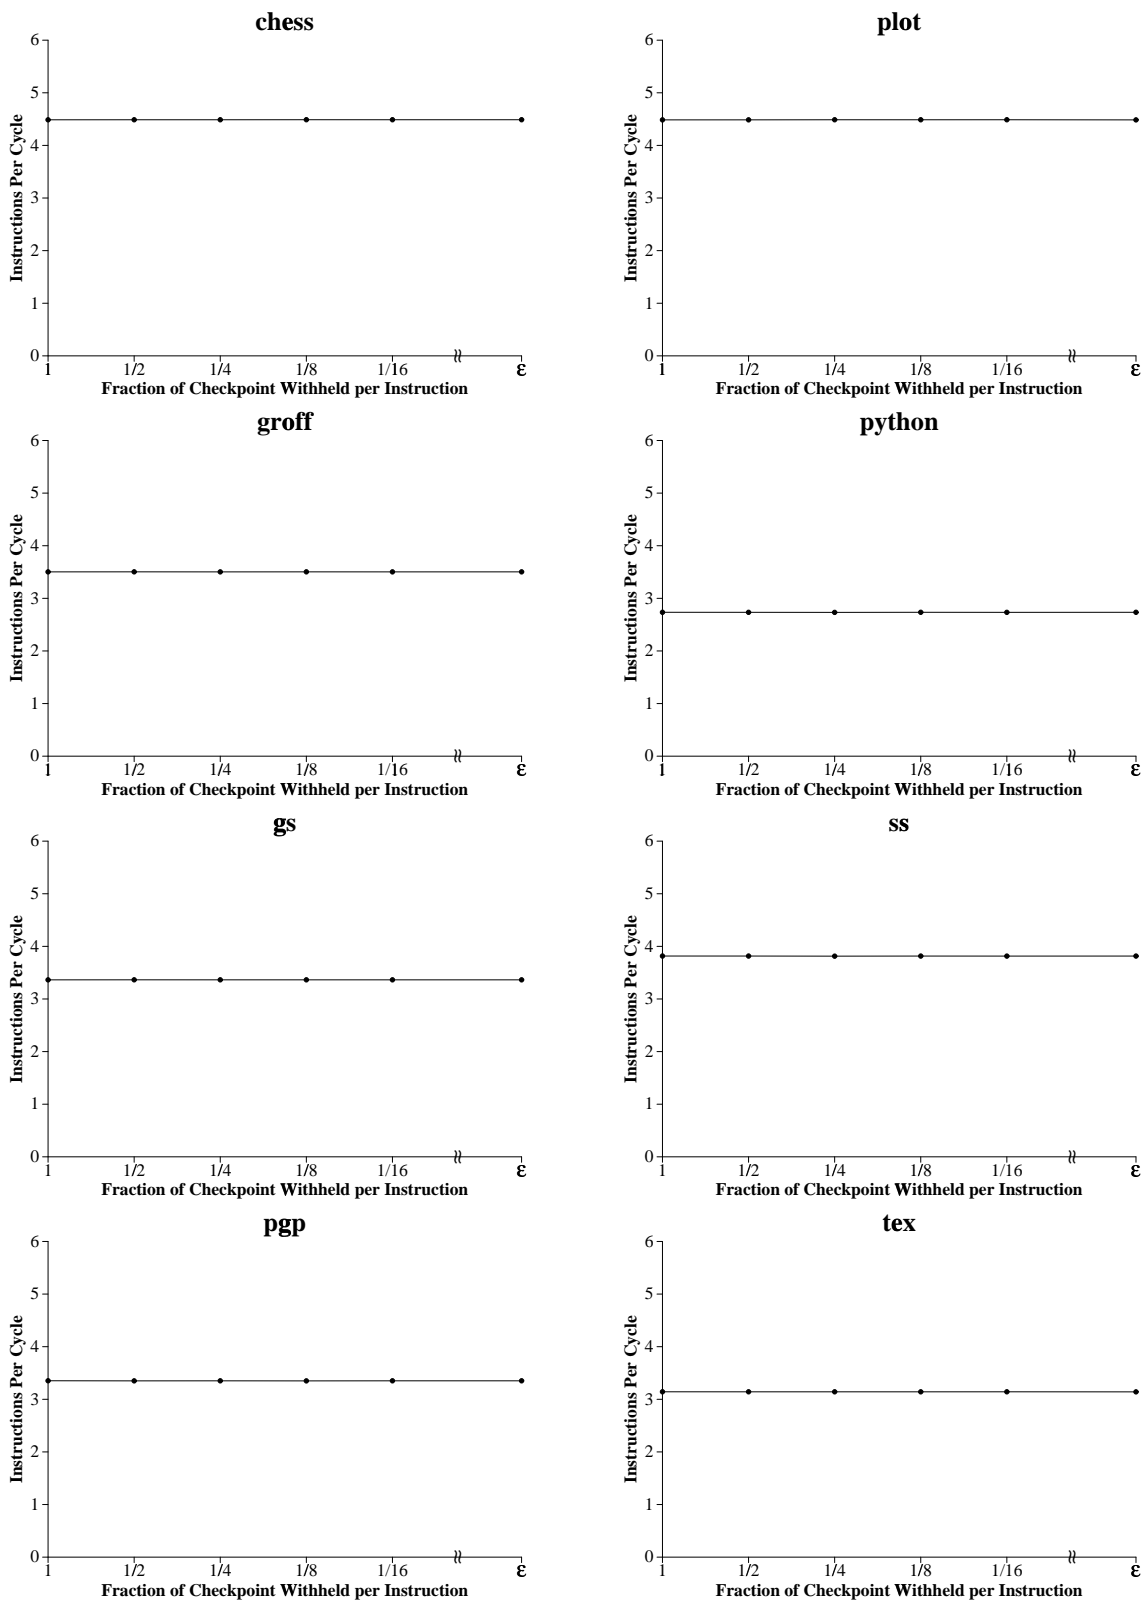 chess
6
5
4
3
2
1
0
Instructions Per Cycle
1 1/2 1/4 1/8 1/16 ≈ ε
Fraction of Checkpoint Withheld per Instruction
plot
6
5
4
3
2
1
0
Instructions Per Cycle
1 1/2 1/4 1/8 1/16 ≈ ε
Fraction of Checkpoint Withheld per Instruction
groff
6
5
4
3
2
1
0
Instructions Per Cycle
1 1/2 1/4 1/8 1/16 ≈ ε
Fraction of Checkpoint Withheld per Instruction
python
6
5
4
3
2
1
0
Instructions Per Cycle
1 1/2 1/4 1/8 1/16 ≈ ε
Fraction of Checkpoint Withheld per Instruction
gs
6
5
4
3
2
1
0
Instructions Per Cycle
1 1/2 1/4 1/8 1/16 ≈ ε
Fraction of Checkpoint Withheld per Instruction
ss
6
5
4
3
2
1
0
Instructions Per Cycle
1 1/2 1/4 1/8 1/16 ≈ ε
Fraction of Checkpoint Withheld per Instruction
pgp
6
5
4
3
2
1
0
Instructions Per Cycle
1 1/2 1/4 1/8 1/16 ≈ ε
Fraction of Checkpoint Withheld per Instruction
tex
6
5
4
3
2
1
0
Instructions Per Cycle
1 1/2 1/4 1/8 1/16 ≈ ε
Fraction of Checkpoint Withheld per Instruction